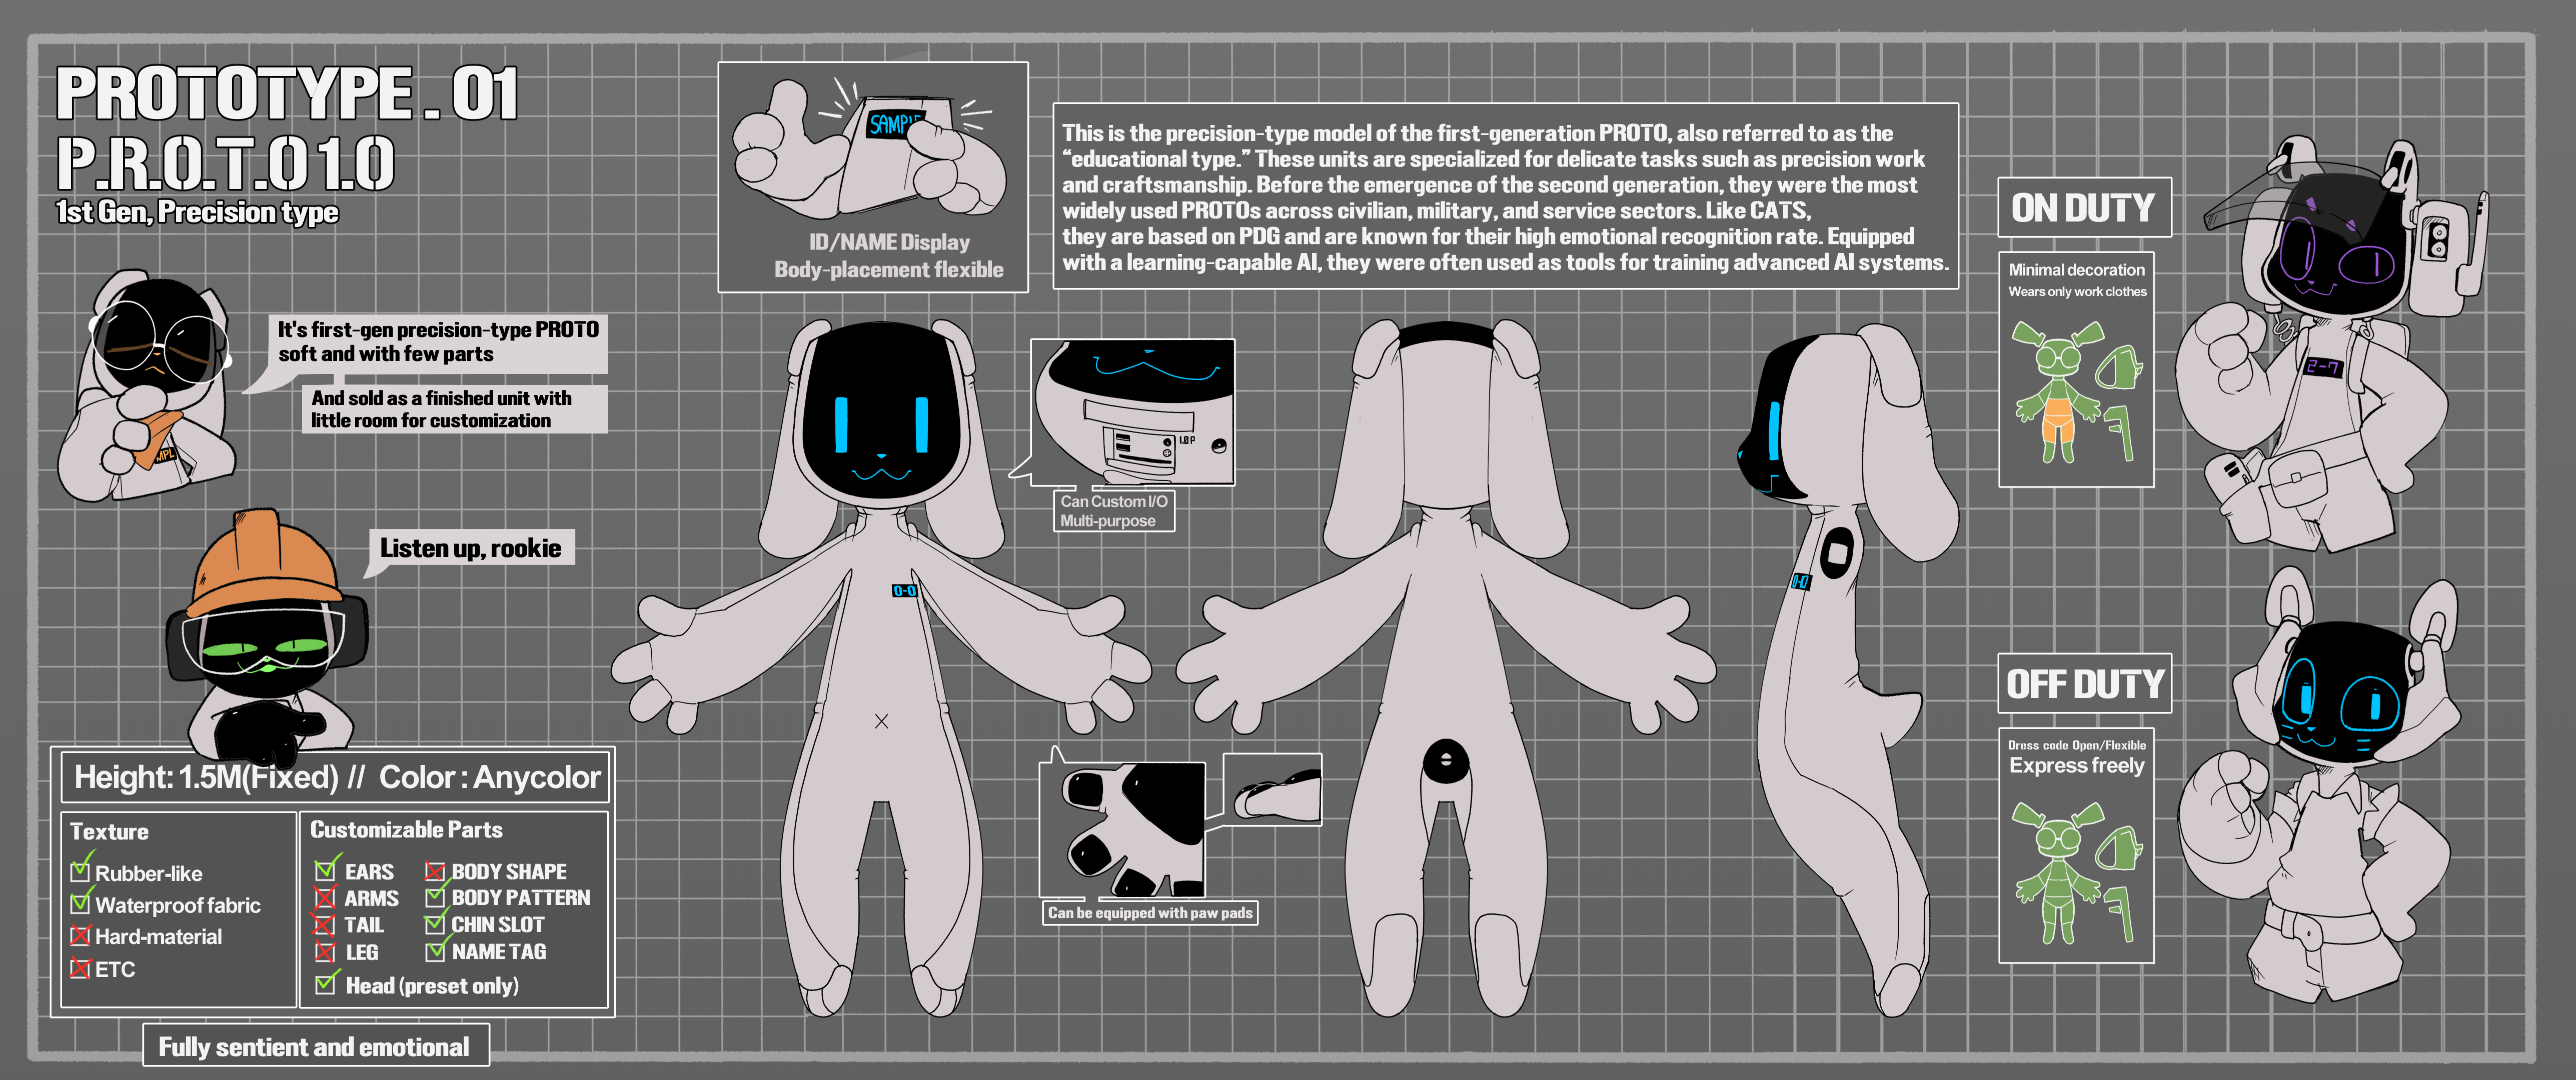 PROTOTYPE . 01
P.R.O.T.O 1.0
1st Gen, Precision type
It's first-gen precision-type PROTO
soft and with few parts
And sold as a finished unit with
little room for customization
MPL
Listen up, rookie
Height: 1.5M(Fixed) // Color : Anycolor
Texture
Rubber-like
Waterproof fabric
Hard-material
ETC
Customizable Parts
EARS
ARMS
TAIL
LEG
Head (preset only)
BODY SHAPE
BODY PATTERN
CHIN SLOT
NAME TAG
Fully sentient and emotional
SAMPLE
ID/NAME Display
Body-placement flexible
This is the precision-type model of the first-generation PROTO, also referred to as the
“educational type.” These units are specialized for delicate tasks such as precision work
and craftsmanship. Before the emergence of the second generation, they were the most
widely used PROTOs across civilian, military, and service sectors. Like CATS,
they are based on PDG and are known for their high emotional recognition rate. Equipped
with a learning-capable AI, they were often used as tools for training advanced AI systems.
0-0
1.0 P
Can Custom I/O
Multi-purpose
Can be equipped with paw pads
0-0
ON DUTY
Minimal decoration
Wears only work clothes
2-7
OFF DUTY
Dress code Open/Flexible
Express freely